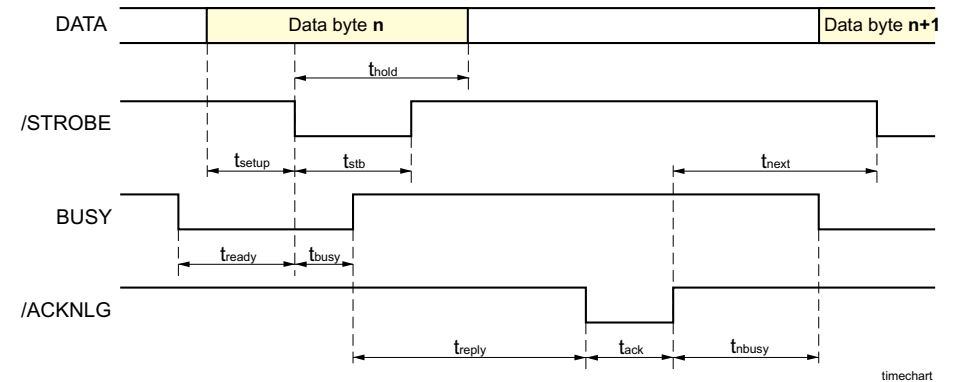 DATA
Data byte n
Data byte n+1
thold
/STROBE
tsetup
tstb
tnext
BUSY
tready
tbusy
/ACKNLG
treply
tack
tnbusy
timechart